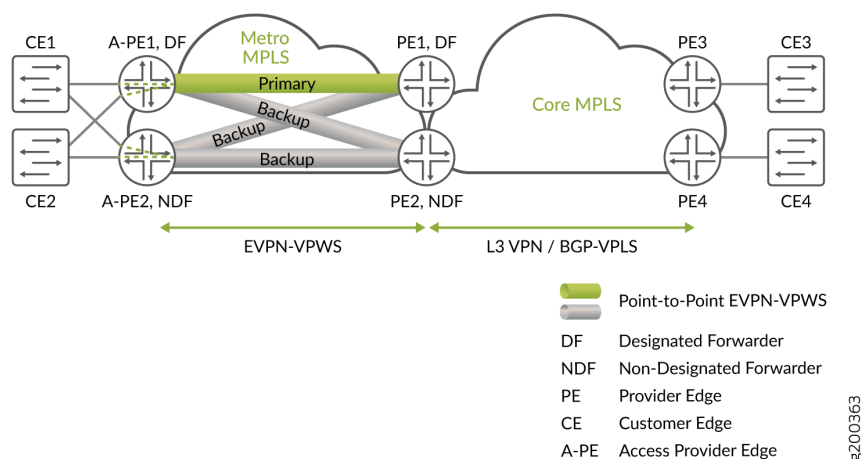 CE1
A-PE1, DF
Metro
MPLS
PE1, DF
PE3
CE3
Primary
Backup
Backup
Backup
Core MPLS
CE2
A-PE2, NDF
PE2, NDF
PE4
CE4
EVPN-VPWS
L3 VPN / BGP-VPLS
Point-to-Point EVPN-VPWS
DF Designated Forwarder
NDF Non-Designated Forwarder
PE Provider Edge
CE Customer Edge
A-PE Access Provider Edge
g200363